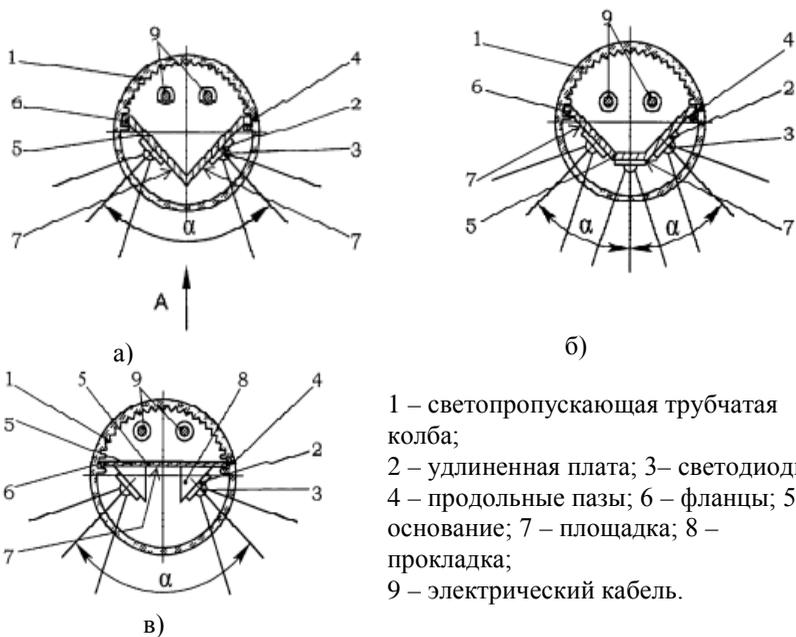 9
1
4
6
2
5
3
7
α
7
А
а)
9
1
4
6
2
3
7
5
7
α
α
б)
1
5
9
8
4
5
2
6
3
7
α
в)
1 – светопропускающая трубчатая
колба;
2 – удлиненная плата; 3– светодиод
4 – продольные пазы; 6 – фланцы; 5
основание; 7 – площадка; 8 –
прокладка;
9 – электрический кабель.